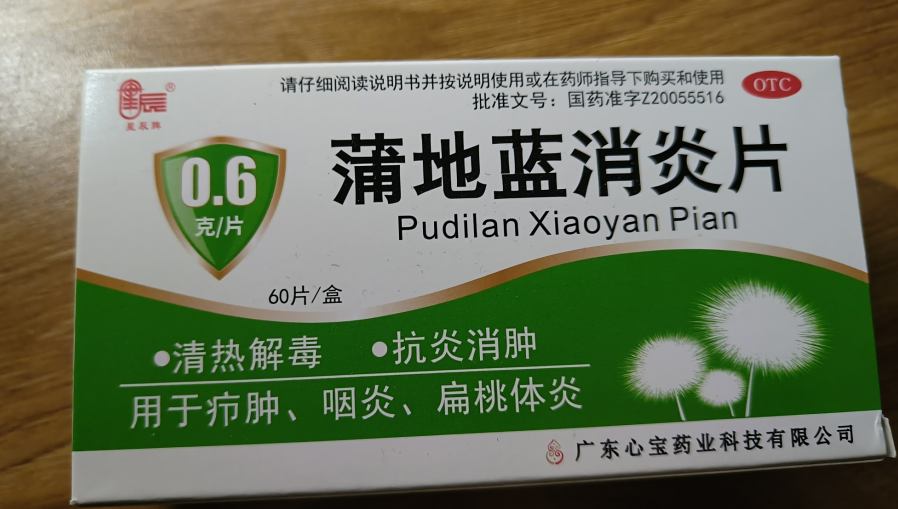 请仔细阅读说明书并按说明使用或在药师指导下购买和使用
OTC
批准文号：国药准字Z20055516
星辰牌
®
0.6
克/片
蒲地蓝消炎片
Pudilan Xiaoyan Pian
60片/盒
•清热解毒 •抗炎消肿
用于疖肿、咽炎、扁桃体炎
广东心宝药业科技有限公司